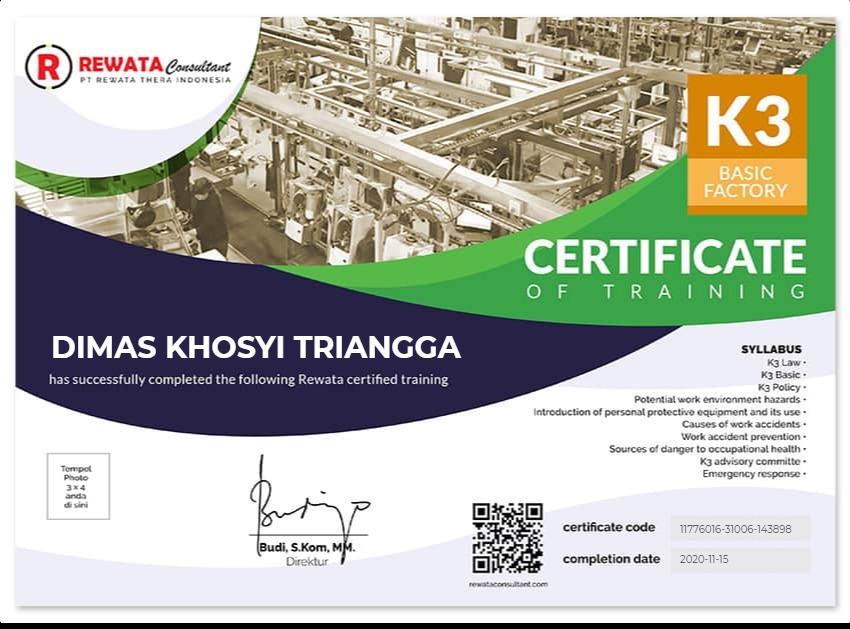 R REWATA Consultant
PT REWATA THERA INDONESIA
K3
BASIC
FACTORY
CERTIFICATE
OF TRAINING
DIMAS KHOSYI TRIANGGA
has successfully completed the following Rewata certified training
SYLLABUS
K3 Law •
K3 Basic •
K3 Policy •
Potential work environment hazards •
Introduction of personal protective equipment and its use •
Causes of work accidents •
Work accident prevention •
Sources of danger to occupational health •
K3 advisory committe •
Emergency response •
Tempel
Photo
3 x 4
anda
di sini
Budi, S.Kom, MM.
Direktur
rewataconsultant.com
certificate code 11776016-31006-143898
completion date 2020-11-15